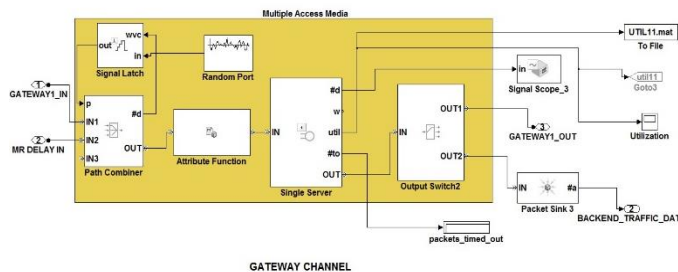 Multiple Access Media
wvc
out
in
Signal Latch
Random Port
UTIL11.mat
To File
1
GATEWAY1_IN
2
MR DELAY IN
p
IN1
IN2
IN3
#d
OUT
Path Combiner
Attribute Function
IN
#d
w
util
#to
OUT
Single Server
IN
OUT1
OUT2
Output Switch2
in
Signal Scope_3
util11
Goto3
Utilization
3
GATEWAY1_OUT
IN
#a
Packet Sink 3
2
BACKEND_TRAFFIC_DAT
packets_timed_out
GATEWAY CHANNEL